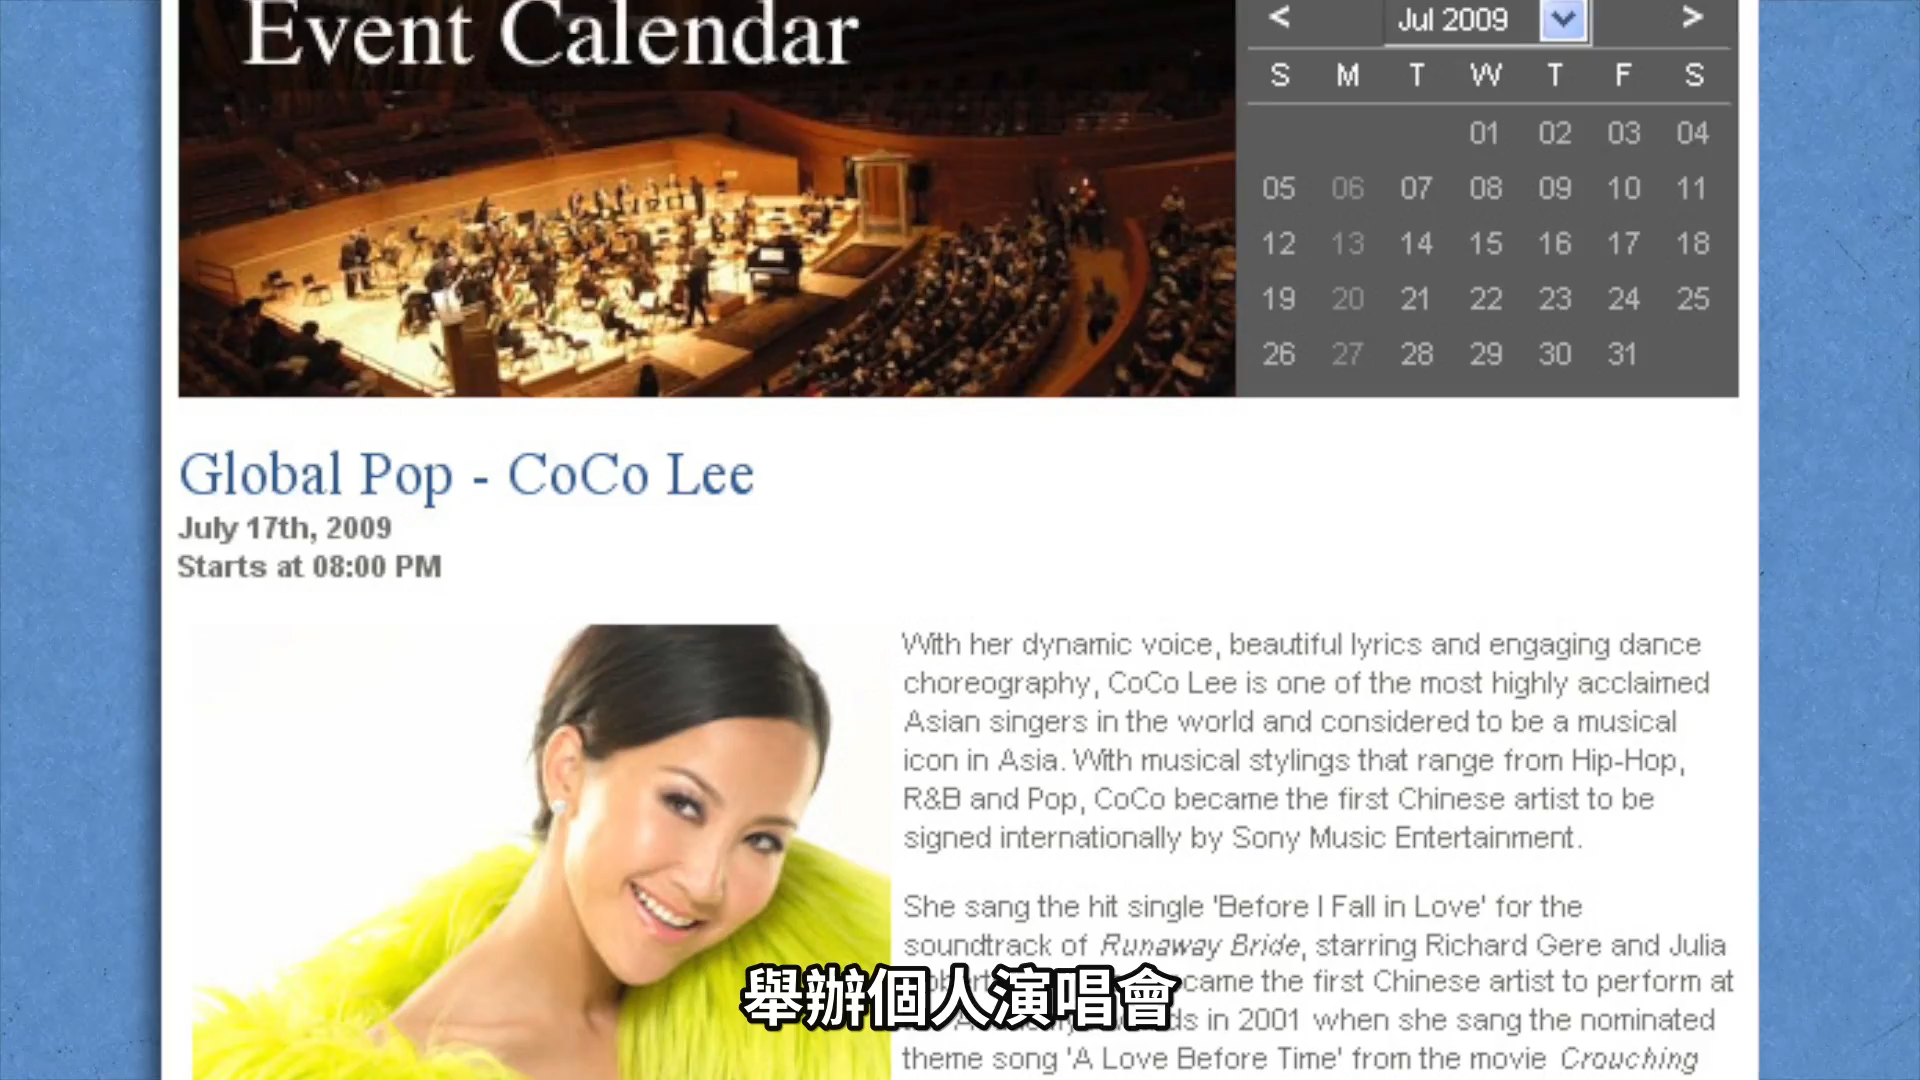 Event Calendar
< Jul 2009 >
S M T W T F S
01 02 03 04
05 06 07 08 09 10 11
12 13 14 15 16 17 18
19 20 21 22 23 24 25
26 27 28 29 30 31
Global Pop - CoCo Lee
July 17th, 2009
Starts at 08:00 PM
With her dynamic voice, beautiful lyrics and engaging dance
choreography, CoCo Lee is one of the most highly acclaimed
Asian singers in the world and considered to be a musical
icon in Asia. With musical stylings that range from Hip-Hop,
R&B and Pop, CoCo became the first Chinese artist to be
signed internationally by Sony Music Entertainment.
She sang the hit single 'Before I Fall in Love' for the
soundtrack of Runaway Bride, starring Richard Gere and Julia
came the first Chinese artist to perform at
in 2001 when she sang the nominated
theme song 'A Love Before Time' from the movie Crouching
舉辦個人演唱會